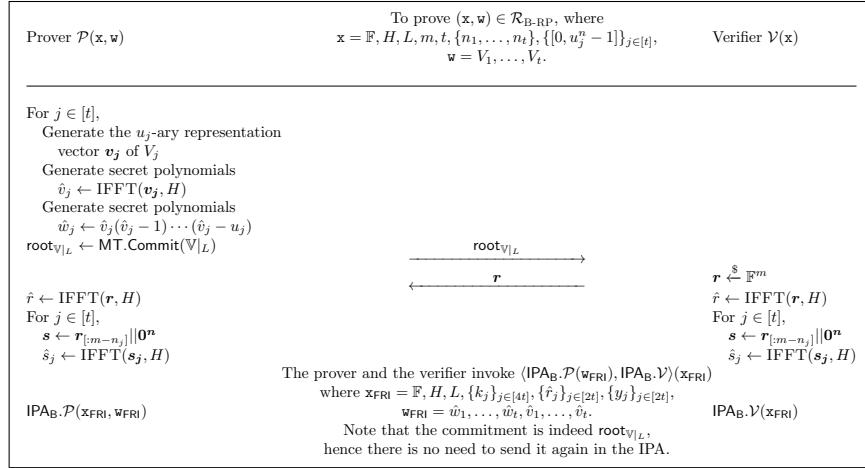 To prove (x, w) ∈ R_B-RP, where
Prover P(x, w)
x = F, H, L, m, t, {n_1, . . . , n_t}, {[0, u_j^n − 1]}_{j∈[t]},
Verifier V(x)
w = V_1, . . . , V_t.
For j ∈ [t],
Generate the u_j-ary representation
vector v_j of V_j
Generate secret polynomials
v̂_j ← IFFT(v_j, H)
Generate secret polynomials
ŵ_j ← v̂_j(v̂_j − 1) · · · (v̂_j − u_j)
root_{V|_L} ← MT.Commit(V|_L)
root_{V|_L}
r
r ←$ F^m
r̂ ← IFFT(r, H)
r̂ ← IFFT(r, H)
For j ∈ [t],
For j ∈ [t],
s ← r_{[:m−n_j]}||0^n
s ← r_{[:m−n_j]}||0^n
ŝ_j ← IFFT(s_j, H)
ŝ_j ← IFFT(s_j, H)
The prover and the verifier invoke ⟨IPA_B.P(w_FRI), IPA_B.V⟩(x_FRI)
where x_FRI = F, H, L, {k_j}_{j∈[4t]}, {r̂_j}_{j∈[2t]}, {y_j}_{j∈[2t]},
IPA_B.P(x_FRI, w_FRI)
w_FRI = ŵ_1, . . . , ŵ_t, v̂_1, . . . , v̂_t.
IPA_B.V(x_FRI)
Note that the commitment is indeed root_{V|_L},
hence there is no need to send it again in the IPA.